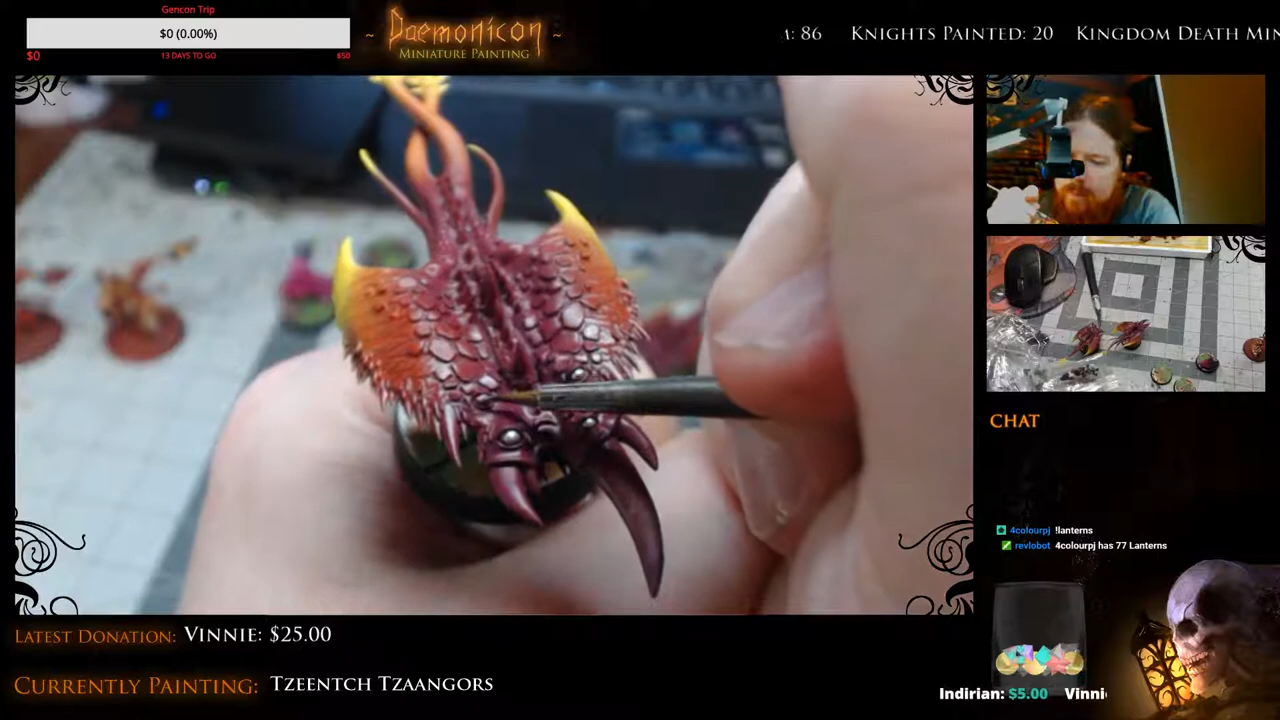 Gencon Trip
$0 (0.00%)
$0 13 DAYS TO GO $50
~ Daemonicon ~
MINIATURE PAINTING
: 86 KNIGHTS PAINTED: 20 KINGDOM DEATH MIN
CHAT
4colourpj !lanterns
revlobot 4colourpj has 77 Lanterns
LATEST DONATION: VINNIE: $25.00
CURRENTLY PAINTING: TZEENTCH TZAANGORS
Indirian: $5.00 Vinni